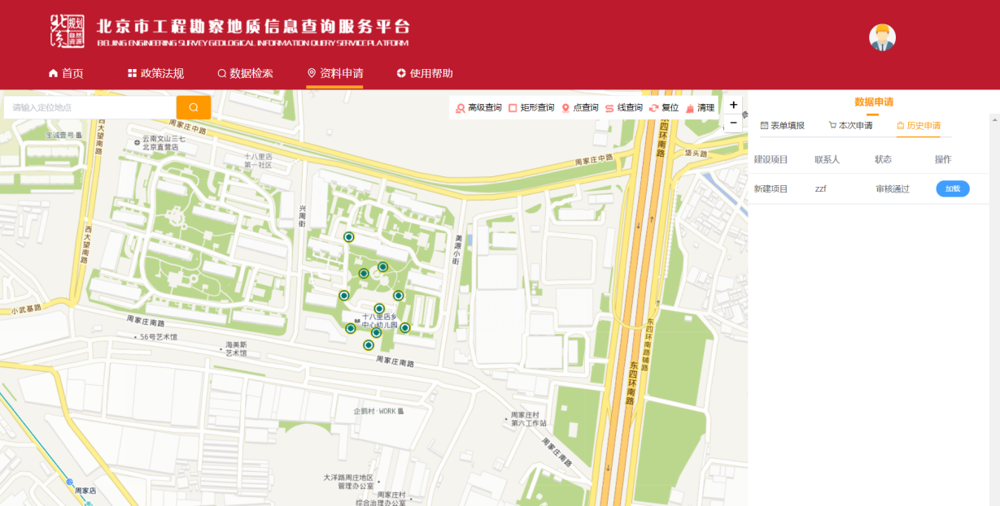 北京 规划 自然 资源
北京市工程勘察地质信息查询服务平台
BEIJING ENGINEERING SURVEY GEOLOGICAL INFORMATION QUERY SERVICE PLATFORM
首页 政策法规 数据检索 资料申请 使用帮助
请输入定位地点
高级查询 矩形查询 点查询 线查询 复位 清理
+
−
数据申请
表单填报 本次申请 历史申请
建设项目 联系人 状态 操作
新建项目 zzf 审核通过 加载
宝诚壹号
西大望南路
周家庄中路
云南文山三七
北京直营店
十八里店
第一社区
周家庄中路
东四环南路
堡头路
兴周街
西大望南路
美源小街
小武基路
周家庄南路
56号艺术馆
海美斯
艺术馆
十八里店乡
中心幼儿园
周家庄南路
东四环南路辅路
东四环南路
企鹅村·WORK
周家庄村
第六工作站
周家庄南路
大洋路周庄地区
管理办公室
周家店
周家庄村
综合治理办公室